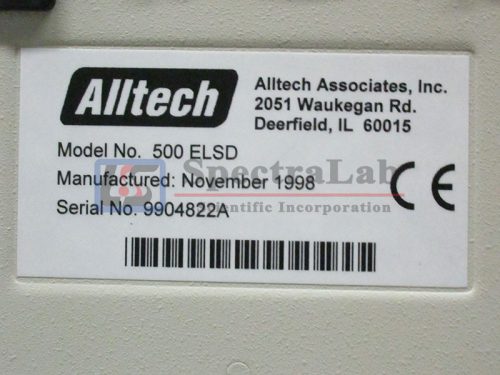 Alltech
Alltech Associates, Inc.
2051 Waukegan Rd.
Deerfield, IL 60015
Model No. 500 ELSD
Manufactured: November 1998
Serial No. 9904822A
CE
SpectraLab
Scientific Incorporation